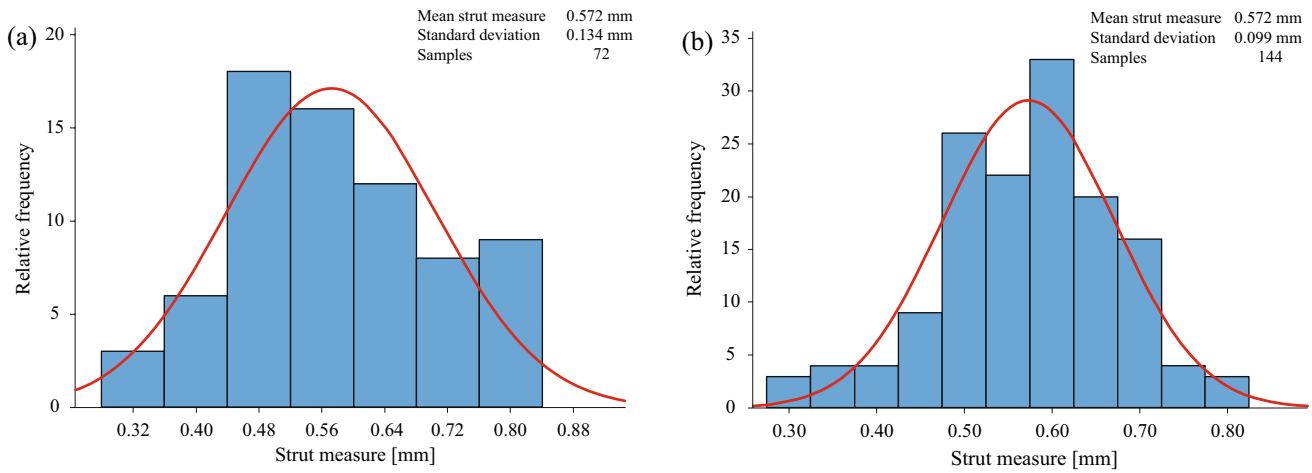 (a)
Mean strut measure 0.572 mm
Standard deviation 0.134 mm
Samples 72
Relative frequency
20
15
10
5
0
0.32 0.40 0.48 0.56 0.64 0.72 0.80 0.88
Strut measure [mm]
(b)
Mean strut measure 0.572 mm
Standard deviation 0.099 mm
Samples 144
Relative frequency
35
30
25
20
15
10
5
0
0.30 0.40 0.50 0.60 0.70 0.80
Strut measure [mm]